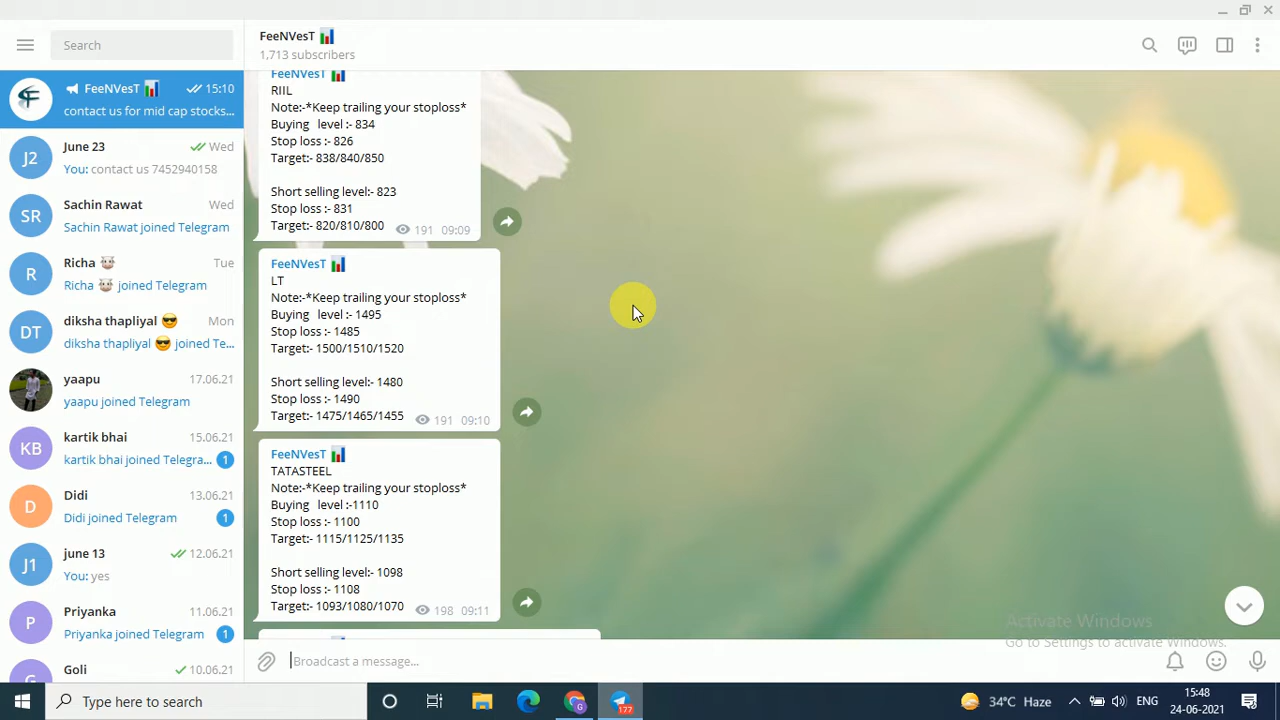 Search
FeeNVesT
15:10
contact us for mid cap stocks...
June 23
Wed
You: contact us 7452940158
Sachin Rawat
Wed
Sachin Rawat joined Telegram
Richa
Tue
Richa joined Telegram
diksha thapliyal
Mon
diksha thapliyal joined Te...
yaapu
17.06.21
yaapu joined Telegram
KB
kartik bhai
15.06.21
kartik bhai joined Telegra...
1
Didi
13.06.21
Didi joined Telegram
1
june 13
12.06.21
You: yes
Priyanka
11.06.21
Priyanka joined Telegram
1
Goli
10.06.21
J2
SR
R
DT
D
J1
P
G
FeeNVesT
1,713 subscribers
FeeNVesT
RIIL
Note:-*Keep trailing your stoploss*
Buying level :- 834
Stop loss :- 826
Target:- 838/840/850
Short selling level:- 823
Stop loss :- 831
Target:- 820/810/800
191 09:09
FeeNVesT
LT
Note:-*Keep trailing your stoploss*
Buying level :- 1495
Stop loss :- 1485
Target:- 1500/1510/1520
Short selling level:- 1480
Stop loss :- 1490
Target:- 1475/1465/1455
191 09:10
FeeNVesT
TATASTEEL
Note:-*Keep trailing your stoploss*
Buying level :-1110
Stop loss :- 1100
Target:- 1115/1125/1135
Short selling level:- 1098
Stop loss :- 1108
Target:- 1093/1080/1070
198 09:11
Activate Windows
Go to Settings to activate Windows.
Broadcast a message...
Type here to search
177
34°C Haze
ENG
15:48
24-06-2021